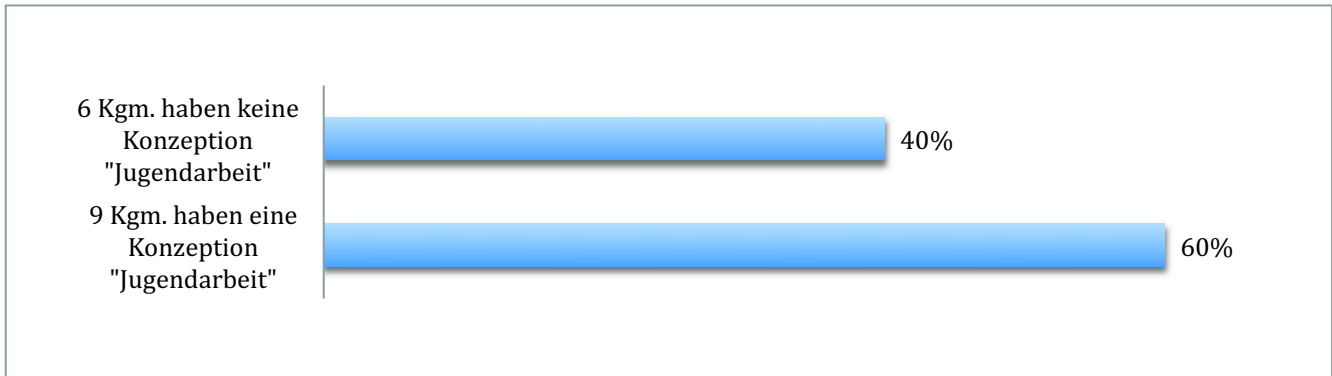 6 Kgm. haben keine
Konzeption
"Jugendarbeit"
40%
9 Kgm. haben eine
Konzeption
"Jugendarbeit"
60%